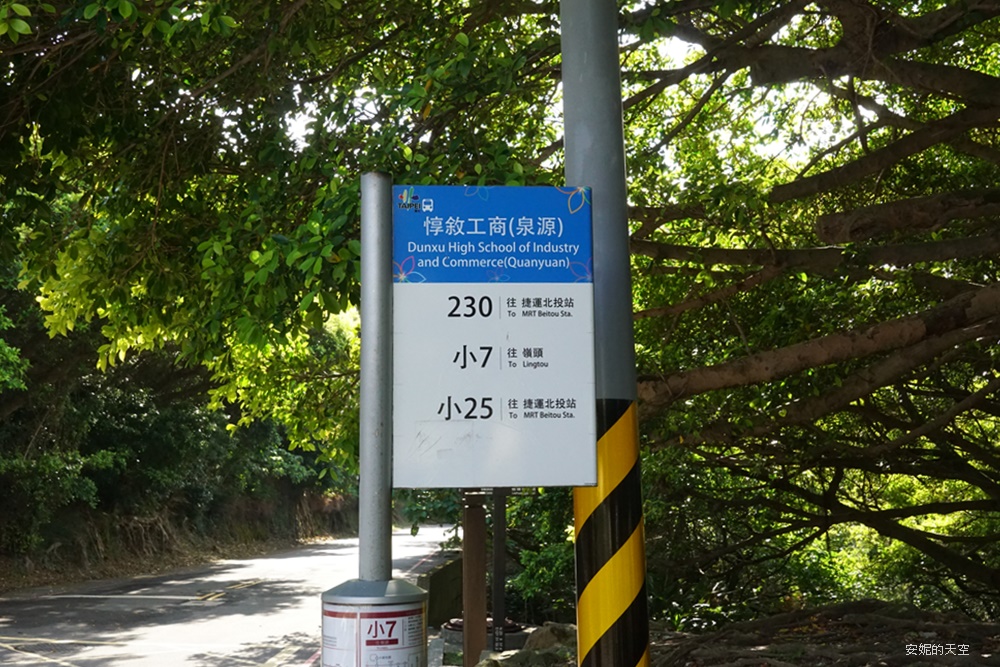 TAIPEI
惇敘工商(泉源)
Dunxu High School of Industry
and Commerce(Quanyuan)
230 往 捷運北投站
To MRT Beitou Sta.
小7 往 嶺頭
To Lingtou
小25 往 捷運北投站
To MRT Beitou Sta.
小7
安妮的天空